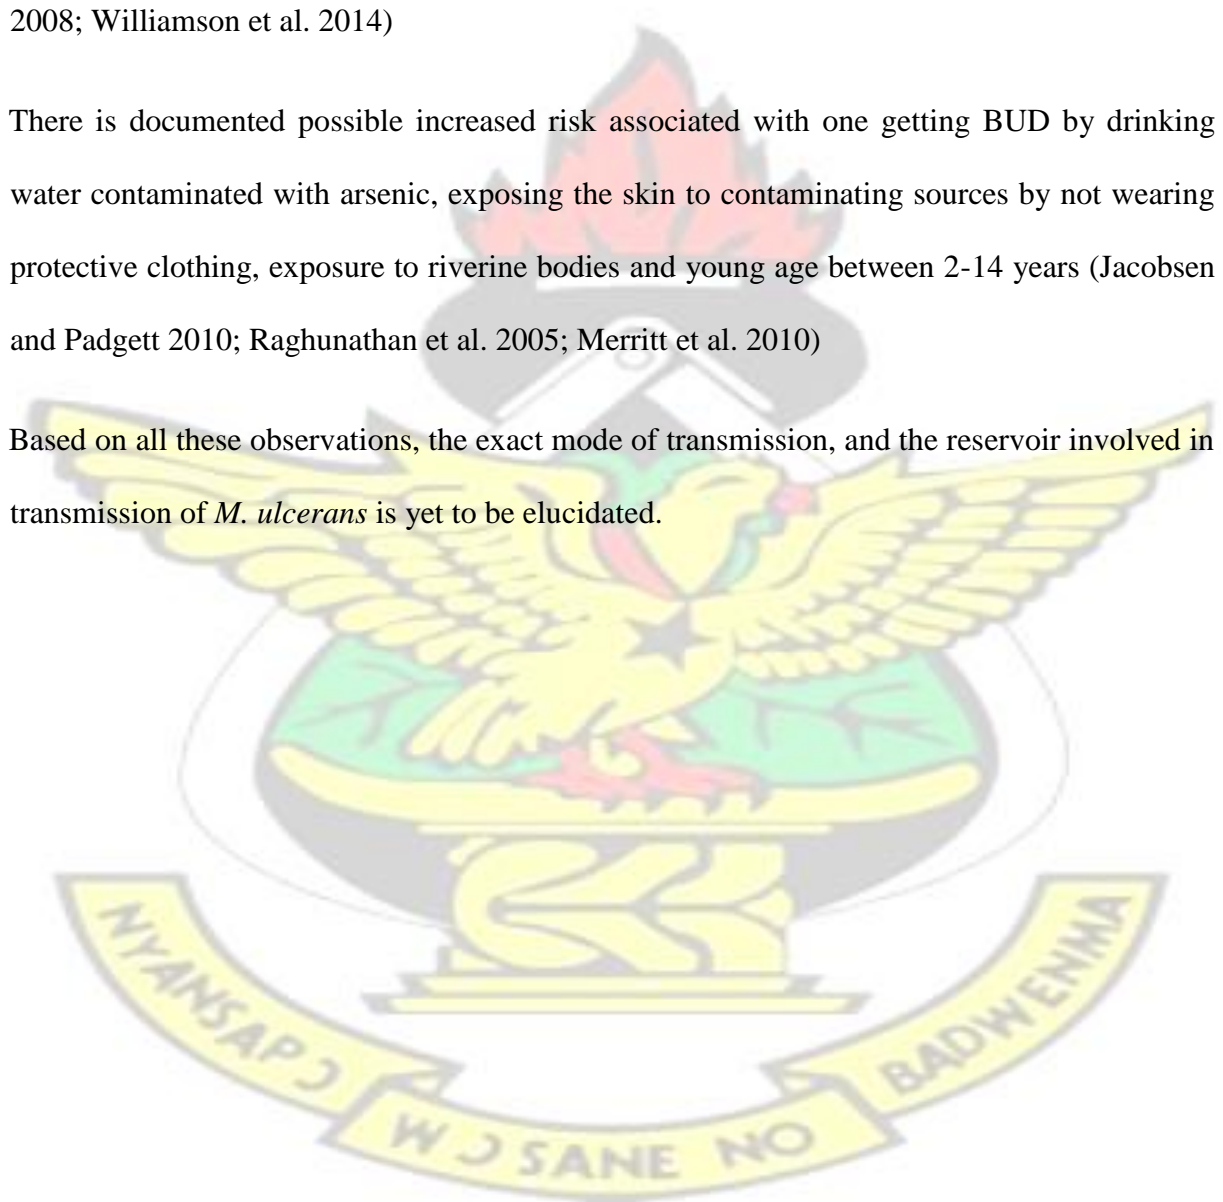 2008; Williamson et al. 2014)
There is documented possible increased risk associated with one getting BUD by drinking
water contaminated with arsenic, exposing the skin to contaminating sources by not wearing
protective clothing, exposure to riverine bodies and young age between 2-14 years (Jacobsen
and Padgett 2010; Raghunathan et al. 2005; Merritt et al. 2010)
Based on all these observations, the exact mode of transmission, and the reservoir involved in
transmission of M. ulcerans is yet to be elucidated.
NYANSAPƆ
WƆSANE NO
BADWENMA